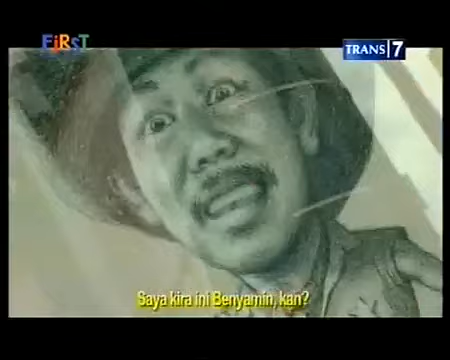 FiRST
TRANS 7
Saya kira ini Benyamin, kan?